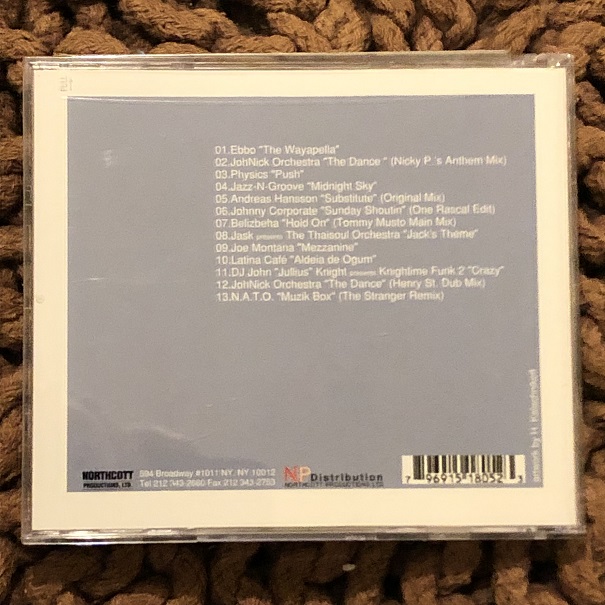 01.Ebbo "The Wayapella"
02.JohNick Orchestra "The Dance " (Nicky P.'s Anthem Mix)
03.Physics "Push"
04.Jazz-N-Groove "Midnight Sky"
05.Andreas Hansson "Substitute" (Original Mix)
06.Johnny Corporate "Sunday Shoutin" (One Rascal Edit)
07.Belizbeha "Hold On" (Tommy Musto Main Mix)
08.Jask presents The Thaisoul Orchestra "Jack's Theme"
09.Joe Montana "Mezzanine"
10.Latina Café "Aldeia de Ogum"
11.DJ John "Jullius" Knight presents Knightime Funk 2 "Crazy"
12.JohNick Orchestra "The Dance" (Henry St. Dub Mix)
13.N.A.T.O. "Muzik Box" (The Stranger Remix)
artwork by H.
NORTHCOTT
PRODUCTIONS, LTD.
594 Broadway #1011 NY, NY 10012
Tel 212 343-2660 Fax 212 343-2753
NP Distribution
NORTHCOTT PRODUCTIONS LTD.
7 96915 18052 3